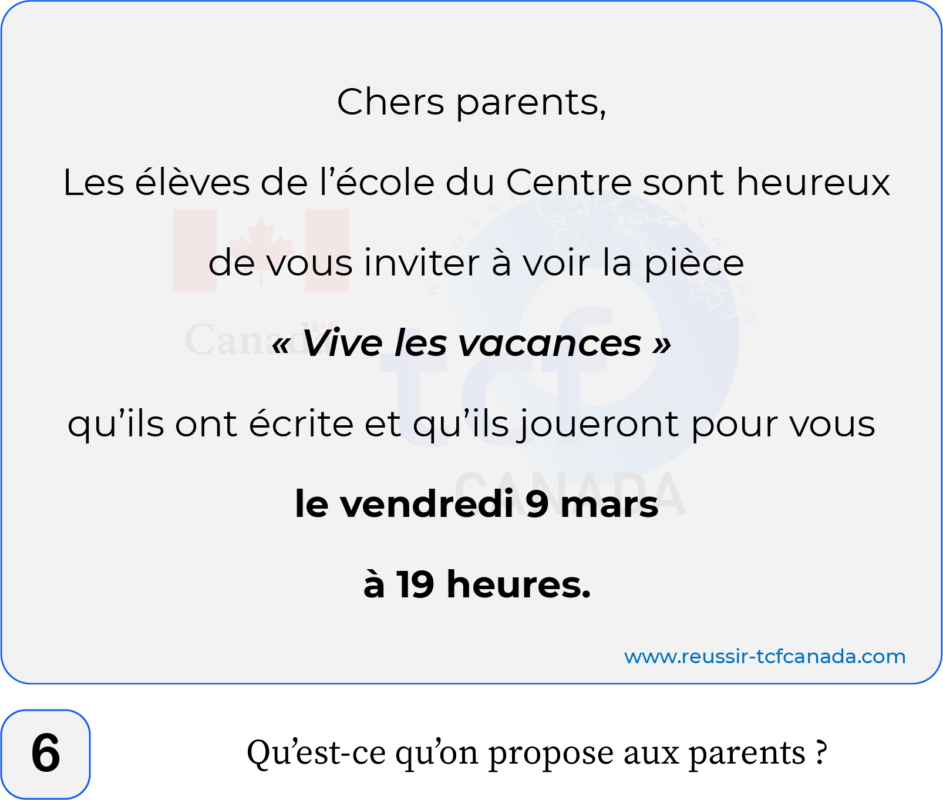 Chers parents,
Les élèves de l’école du Centre sont heureux
de vous inviter à voir la pièce
« Vive les vacances »
qu’ils ont écrite et qu’ils joueront pour vous
le vendredi 9 mars
à 19 heures.
www.reussir-tcfcanada.com
6
Qu’est-ce qu’on propose aux parents ?
Canada
tcf
CANADA